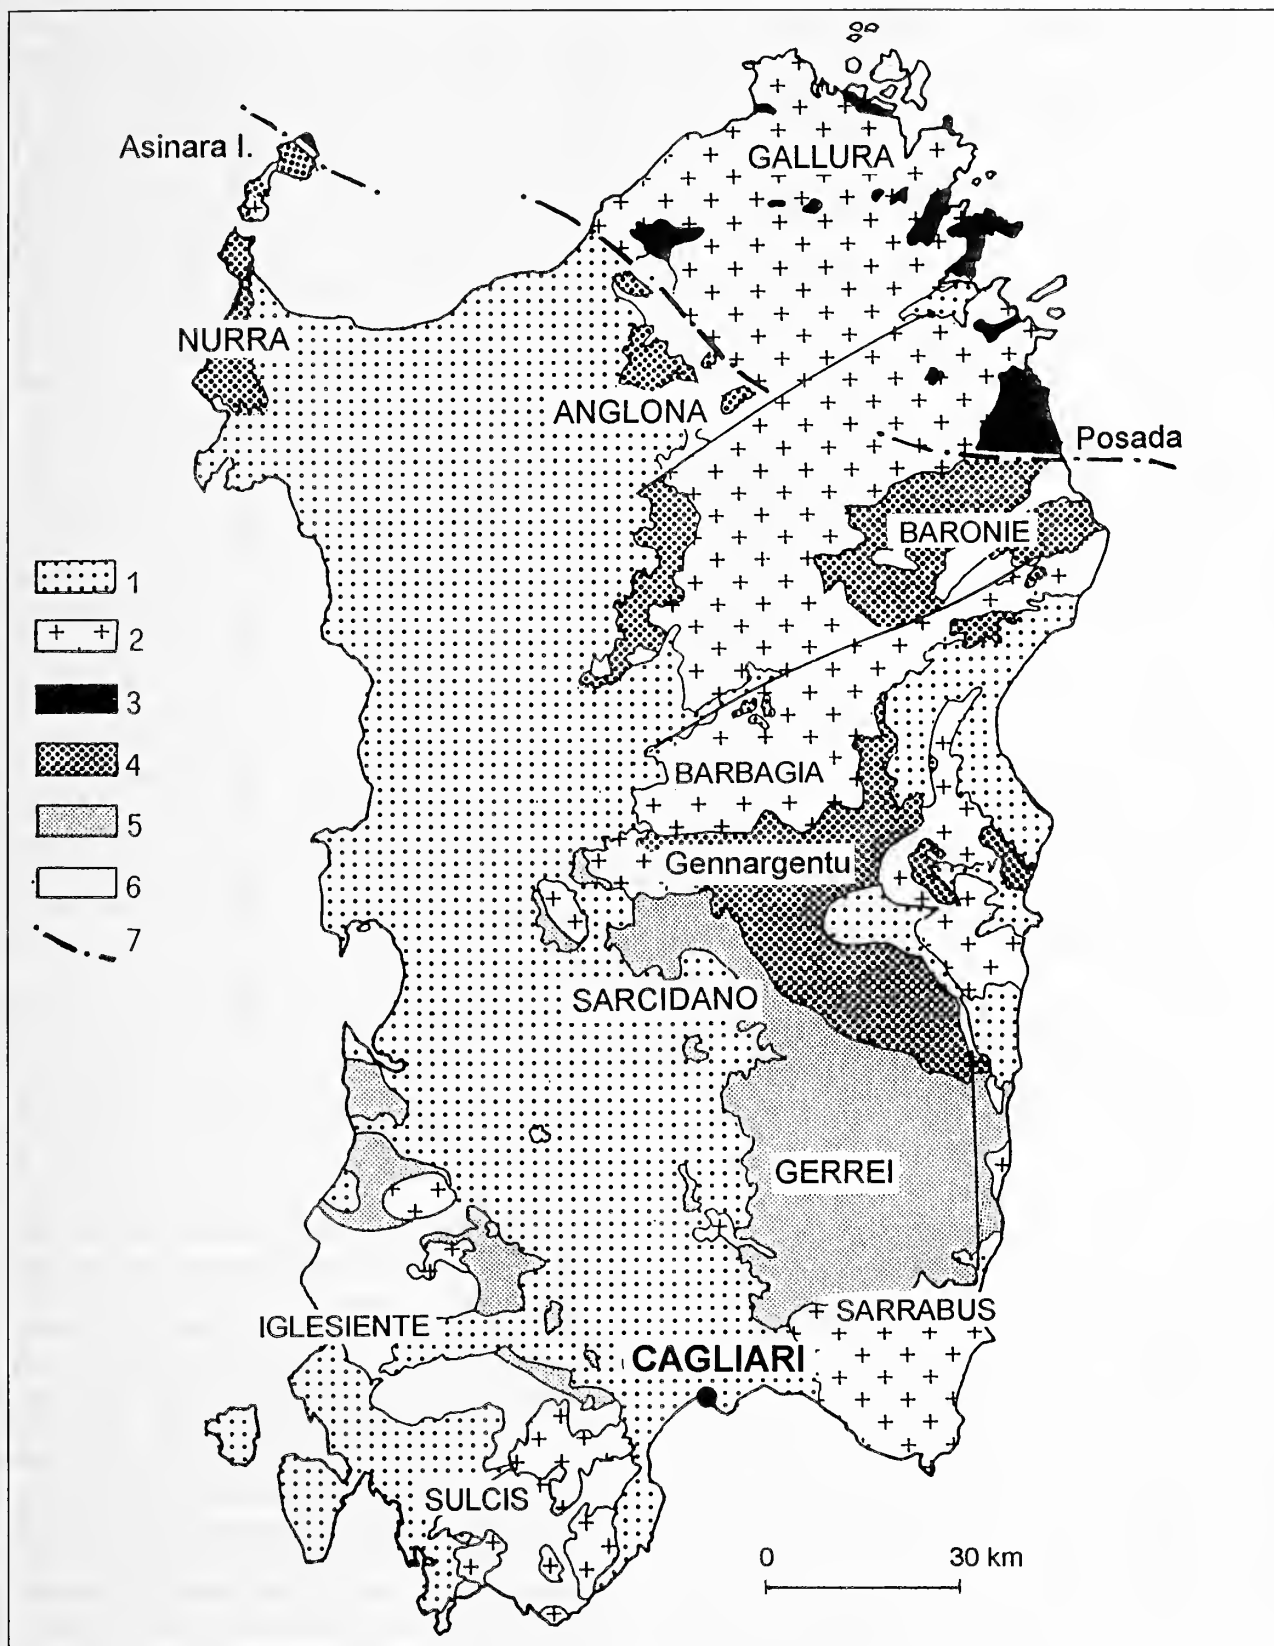 Asinara I.
GALLURA
NURRA
ANGLONA
Posada
BARONIE
1
2
3
4
5
6
7
BARBAGIA
Gennargentu
SARCIDANO
GERREI
SARRABUS
IGLESIENTE
CAGLIARI
SULCIS
0 30 km